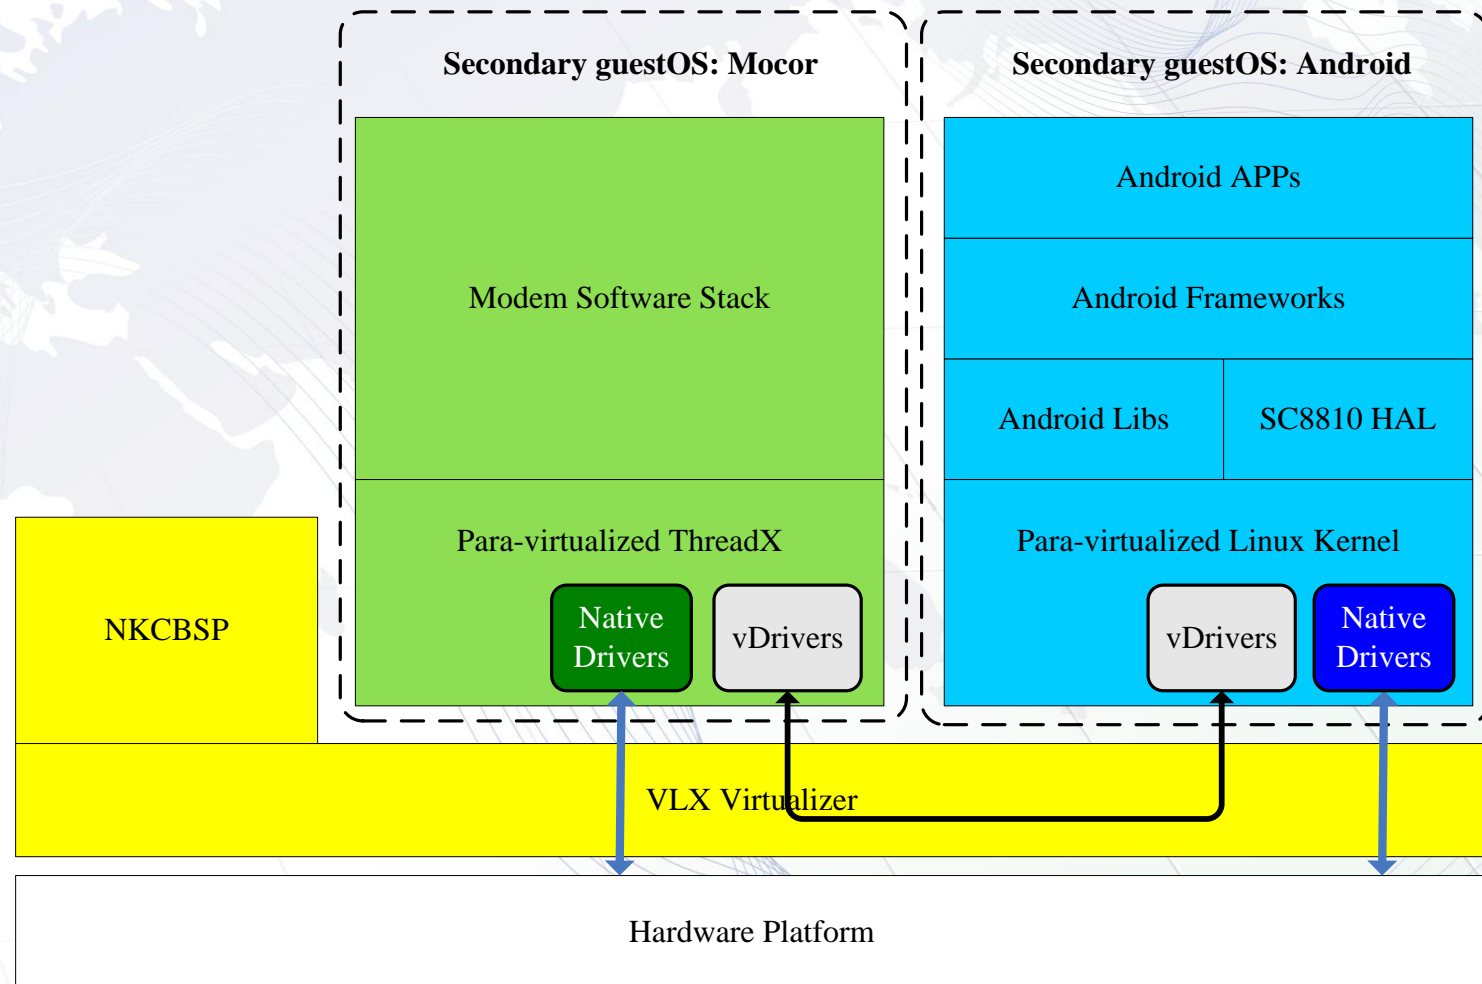 Secondary guestOS: Mocor
Modem Software Stack
Para-virtualized ThreadX
Native
Drivers
vDrivers
Secondary guestOS: Android
Android APPs
Android Frameworks
Android Libs
SC8810 HAL
Para-virtualized Linux Kernel
vDrivers
Native
Drivers
NKCBSP
VLX Virtualizer
Hardware Platform